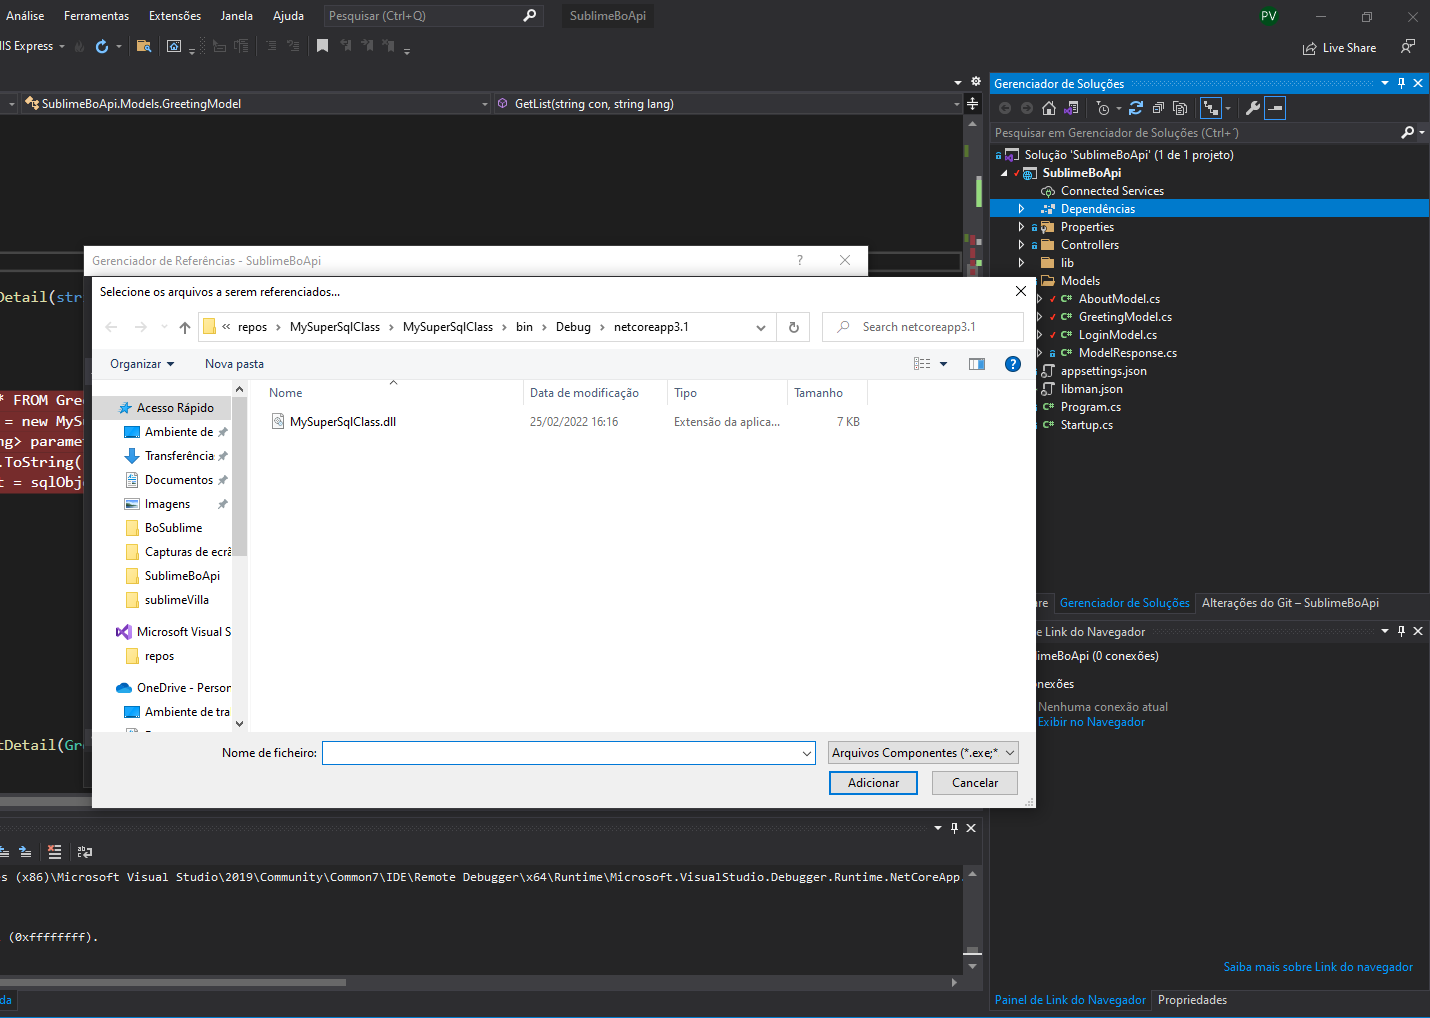 Análise Ferramentas Extensões Janela Ajuda Pesquisar (Ctrl+Q) SublimeBoApi PV
IIS Express Live Share
SublimeBoApi.Models.GreetingModel GetList(string con, string lang)
Gerenciador de Soluções
Pesquisar em Gerenciador de Soluções (Ctrl+´)
Solução 'SublimeBoApi' (1 de 1 projeto)
SublimeBoApi
Connected Services
Dependências
Properties
Controllers
lib
Models
AboutModel.cs
GreetingModel.cs
LoginModel.cs
ModelResponse.cs
appsettings.json
libman.json
Program.cs
Startup.cs
Gerenciador de Referências - SublimeBoApi ?
Detail(str
* FROM Gre
= new MyS
ng> paramet
.ToString(
t = sqlObj
tDetail(Gr
Selecione os arquivos a serem referenciados...
« repos MySuperSqlClass MySuperSqlClass bin Debug netcoreapp3.1 Search netcoreapp3.1
Organizar Nova pasta ?
Nome Data de modificação Tipo Tamanho
MySuperSqlClass.dll 25/02/2022 16:16 Extensão da aplica... 7 KB
Acesso Rápido
Ambiente de
Transferência
Documentos
Imagens
BoSublime
Capturas de ecrã
SublimeBoApi
sublimeVilla
Microsoft Visual S
repos
OneDrive - Person
Ambiente de tra
Nome de ficheiro: Arquivos Componentes (*.exe;*
Adicionar Cancelar
re Gerenciador de Soluções Alterações do Git – SublimeBoApi
e Link do Navegador
limeBoApi (0 conexões)
nexões
Nenhuma conexão atual
Exibir no Navegador
Saiba mais sobre Link do navegador
Painel de Link do Navegador Propriedades
s (x86)\Microsoft Visual Studio\2019\Community\Common7\IDE\Remote Debugger\x64\Runtime\Microsoft.VisualStudio.Debugger.Runtime.NetCoreApp.
(0xffffffff).
da